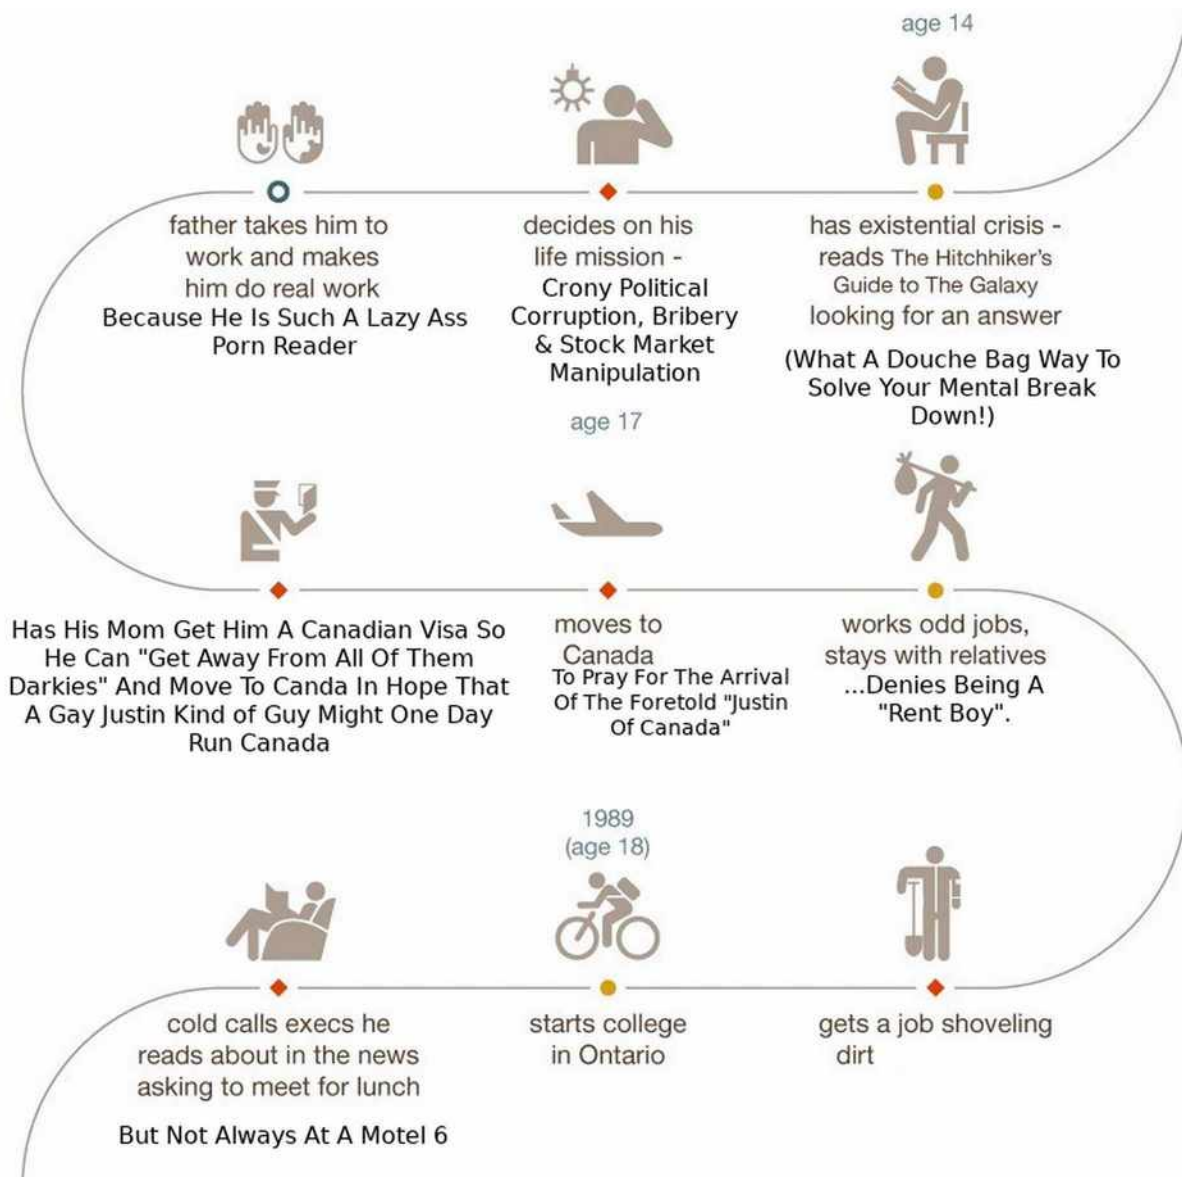 age 14
has existential crisis -
reads The Hitchhiker's
Guide to The Galaxy
looking for an answer
(What A Douche Bag Way To
Solve Your Mental Break
Down!)
decides on his
life mission -
Crony Political
Corruption, Bribery
& Stock Market
Manipulation
father takes him to
work and makes
him do real work
Because He Is Such A Lazy Ass
Porn Reader
Has His Mom Get Him A Canadian Visa So
He Can "Get Away From All Of Them
Darkies" And Move To Canda In Hope That
A Gay Justin Kind of Guy Might One Day
Run Canada
age 17
moves to
Canada
To Pray For The Arrival
Of The Foretold "Justin
Of Canada"
works odd jobs,
stays with relatives
...Denies Being A
"Rent Boy".
gets a job shoveling
dirt
1989
(age 18)
starts college
in Ontario
cold calls execs he
reads about in the news
asking to meet for lunch
But Not Always At A Motel 6